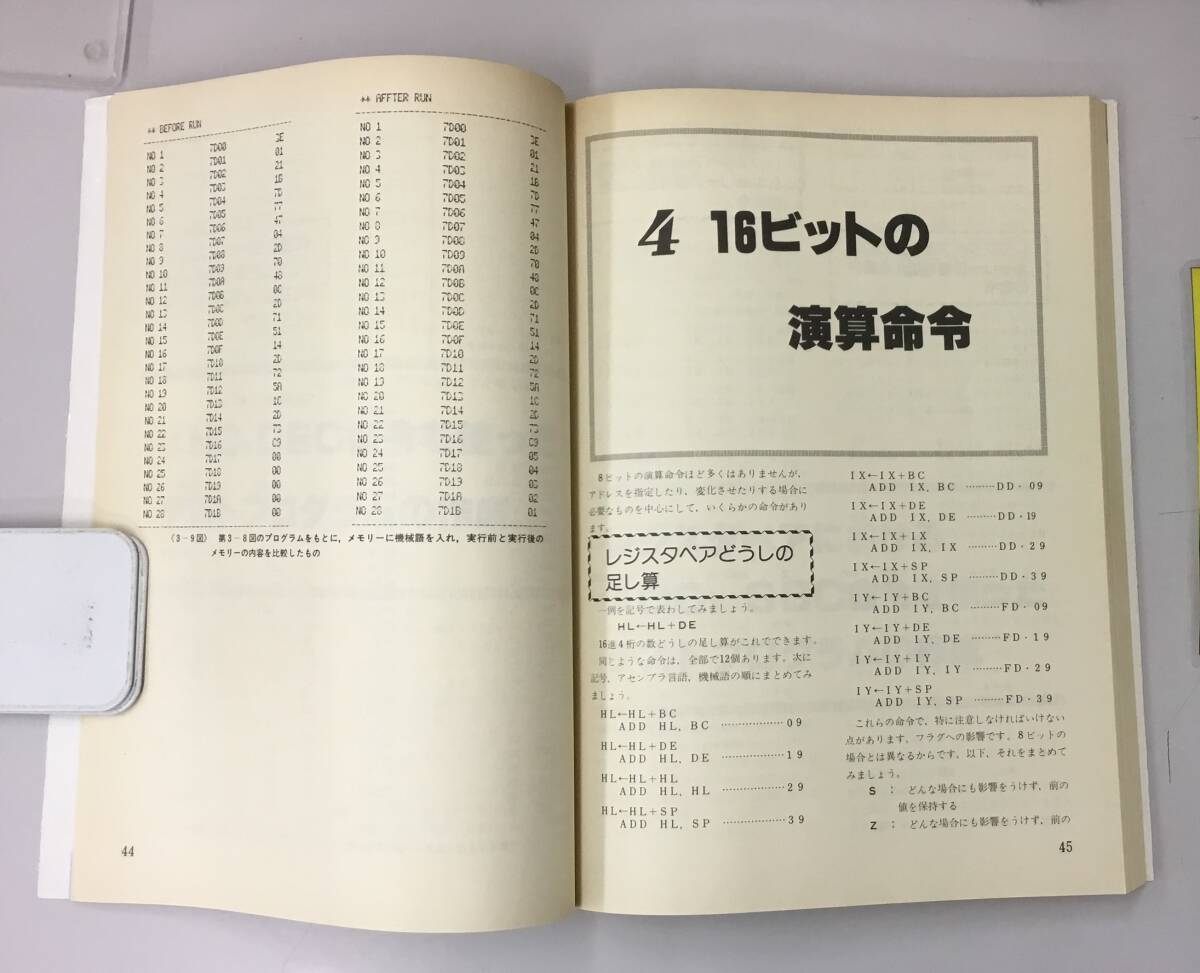 ** BEFORE RUN
NO 1 7D00 3E
NO 2 7D01 01
NO 3 7D02 21
NO 4 7D03 1B
NO 5 7D04 7D
NO 6 7D05 77
NO 7 7D06 47
NO 8 7D07 04
NO 9 7D08 2D
NO 10 7D09 70
NO 11 7D0A 48
NO 12 7D0B 0C
NO 13 7D0C 2D
NO 14 7D0D 71
NO 15 7D0E 51
NO 16 7D0F 14
NO 17 7D10 2D
NO 18 7D11 72
NO 19 7D12 5A
NO 20 7D13 1C
NO 21 7D14 2D
NO 22 7D15 73
NO 23 7D16 C9
NO 24 7D17 00
NO 25 7D18 00
NO 26 7D19 00
NO 27 7D1A 00
NO 28 7D1B 00
** AFFTER RUN
NO 1 7D00 3E
NO 2 7D01 01
NO 3 7D02 21
NO 4 7D03 1B
NO 5 7D04 7D
NO 6 7D05 77
NO 7 7D06 47
NO 8 7D07 04
NO 9 7D08 2D
NO 10 7D09 70
NO 11 7D0A 48
NO 12 7D0B 0C
NO 13 7D0C 2D
NO 14 7D0D 71
NO 15 7D0E 51
NO 16 7D0F 14
NO 17 7D10 2D
NO 18 7D11 72
NO 19 7D12 5A
NO 20 7D13 1C
NO 21 7D14 2D
NO 22 7D15 73
NO 23 7D16 C9
NO 24 7D17 05
NO 25 7D18 04
NO 26 7D19 03
NO 27 7D1A 02
NO 28 7D1B 01
〈3-9図〉 第3-8図のプログラムをもとに，メモリーに機械語を入れ，実行前と実行後の
メモリーの内容を比較したもの
44
4 16ビットの
演算命令
8ビットの演算命令ほど多くはありませんが，
アドレスを指定したり，変化させたりする場合に
必要なものを中心にして，いくらかの命令があり
ます。
レジスタペアどうしの
足し算
一例を記号で表わしてみましょう。
HL←HL+DE
16進4桁の数どうしの足し算がこれでできます。
同じような命令は，全部で12個あります。次に
記号，アセンブラ言語，機械語の順にまとめてみ
ましょう。
HL←HL+BC
ADD HL, BC ………………09
HL←HL+DE
ADD HL, DE ………………19
HL←HL+HL
ADD HL, HL ………………29
HL←HL+SP
ADD HL, SP ………………39
IX←IX+BC
ADD IX, BC ………DD・09
IX←IX+DE
ADD IX, DE ………DD・19
IX←IX+IX
ADD IX, IX ………DD・29
IX←IX+SP
ADD IX, SP ………DD・39
IY←IY+BC
ADD IY, BC ………FD・09
IY←IY+DE
ADD IY, DE ………FD・19
IY←IY+IY
ADD IY, IY ………FD・29
IY←IY+SP
ADD IY, SP ………FD・39
これらの命令で，特に注意しなければいけない
点があります。フラグへの影響です。8ビットの
場合とは異なるからです。以下，それをまとめて
みましょう。
S： どんな場合にも影響をうけず，前の
値を保持する
Z： どんな場合にも影響をうけず，前の
45